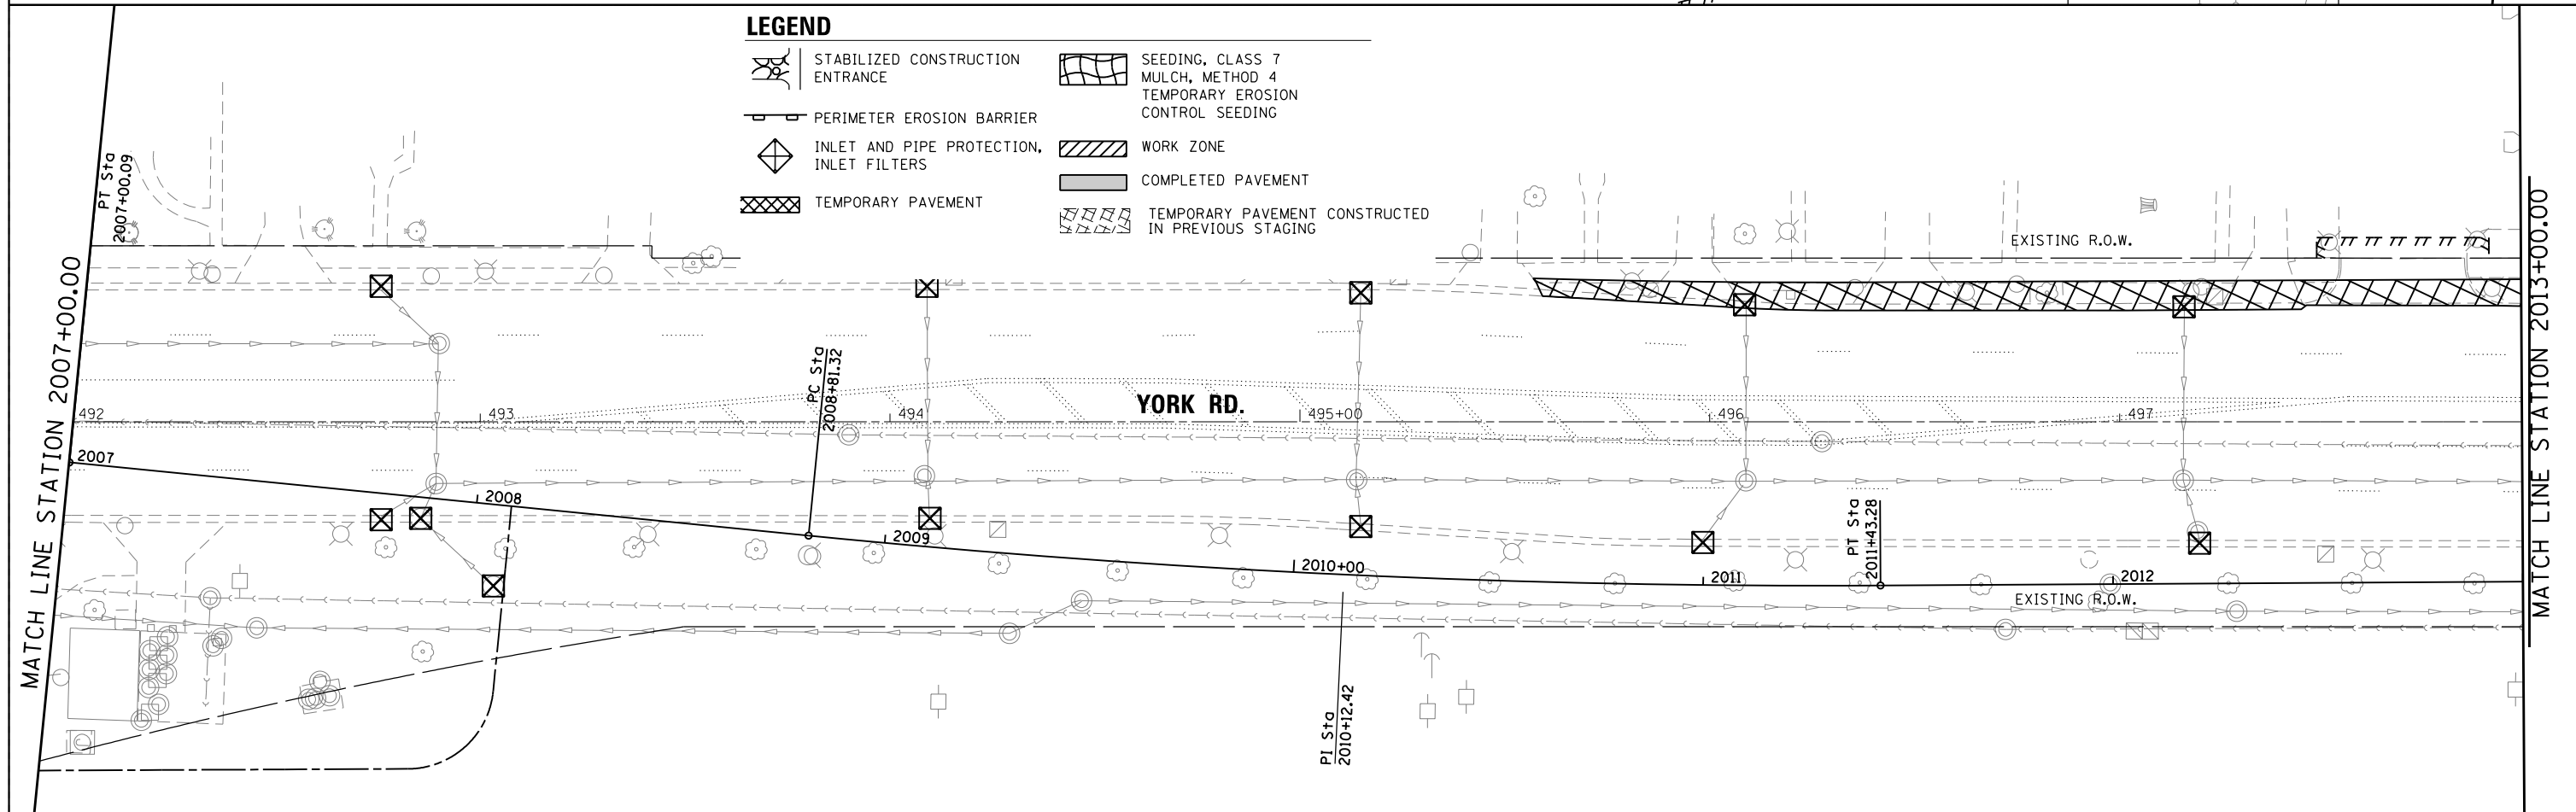 LEGEND
STABILIZED CONSTRUCTION
ENTRANCE
PERIMETER EROSION BARRIER
INLET AND PIPE PROTECTION,
INLET FILTERS
TEMPORARY PAVEMENT
SEEDING, CLASS 7
MULCH, METHOD 4
TEMPORARY EROSION
CONTROL SEEDING
WORK ZONE
COMPLETED PAVEMENT
TEMPORARY PAVEMENT CONSTRUCTED
IN PREVIOUS STAGING
PT Sta
2007+00.09
MATCH LINE STATION 2007+00.00
EXISTING R.O.W.
MATCH LINE STATION 2013+00.00
PC Sta
2008+81.32
YORK RD.
492
493
494
495+00
496
497
2007
2008
2009
2010+00
2011
2012
PT Sta
2011+43.28
EXISTING R.O.W.
PI Sta
2010+12.42